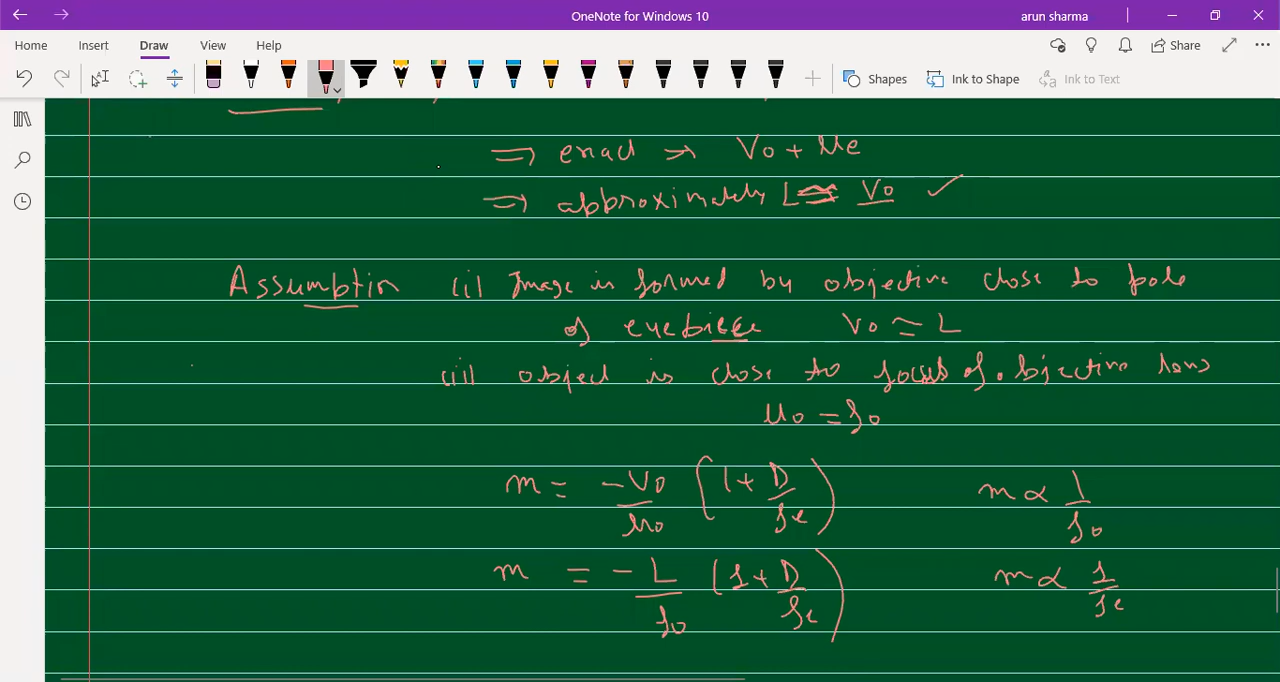 OneNote for Windows 10
arun sharma
Home Insert Draw View Help
Share
Shapes
Ink to Shape
Ink to Text
⇒ exact → Vo + Ue
⇒ approximately L ≅ Vo ✓
Assumption (i) Image is formed by objective close to pole
of eyepiece Vo ≃ L
(ii) object is close to focus of objective lens
Uo = fo
m = -Vo/uo (1 + D/fe) m ∝ 1/fo
m = -L/fo (1 + D/fe) m ∝ 1/fe